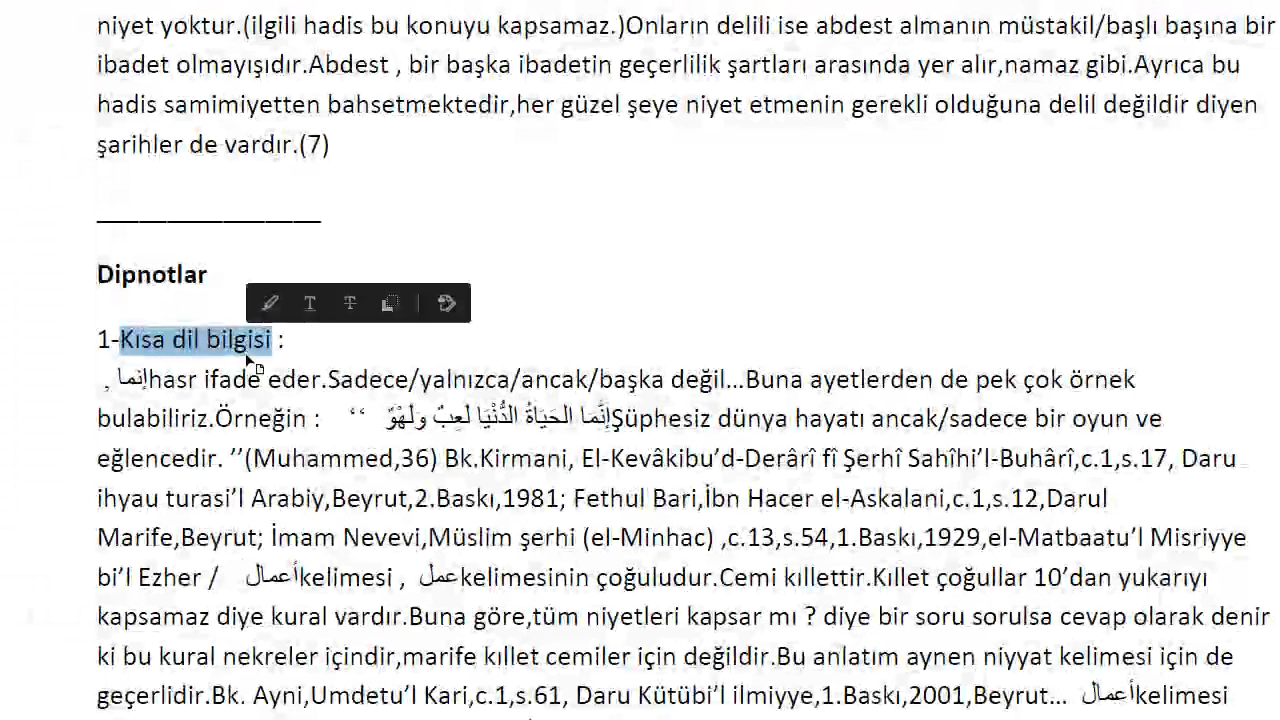 niyet yoktur.(ilgili hadis bu konuyu kapsamaz.)Onların delili ise abdest almanın müstakil/başlı başına bir
ibadet olmayışıdır.Abdest , bir başka ibadetin geçerlilik şartları arasında yer alır,namaz gibi.Ayrıca bu
hadis samimiyetten bahsetmektedir,her güzel şeye niyet etmenin gerekli olduğuna delil değildir diyen
şarihler de vardır.(7)
Dipnotlar
1-Kısa dil bilgisi :
, إنما hasr ifade eder.Sadece/yalnızca/ancak/başka değil...Buna ayetlerden de pek çok örnek
bulabiliriz.Örneğin : ‘‘ إِنَّمَا الحَيَاةُ الدُّنْيَا لَعِبٌ وَلَهْوٌ Şüphesiz dünya hayatı ancak/sadece bir oyun ve
eğlencedir. ’’(Muhammed,36) Bk.Kirmani, El-Kevâkibu’d-Derârî fî Şerhî Sahîhi’l-Buhârî,c.1,s.17, Daru
ihyau turasi’l Arabiy,Beyrut,2.Baskı,1981; Fethul Bari,İbn Hacer el-Askalani,c.1,s.12,Darul
Marife,Beyrut; İmam Nevevi,Müslim şerhi (el-Minhac) ,c.13,s.54,1.Baskı,1929,el-Matbaatu’l Misriyye
bi’l Ezher / أعمال kelimesi , عمل kelimesinin çoğuludur.Cemi kıllettir.Kıllet çoğullar 10’dan yukarıyı
kapsamaz diye kural vardır.Buna göre,tüm niyetleri kapsar mı ? diye bir soru sorulsa cevap olarak denir
ki bu kural nekreler içindir,marife kıllet cemiler için değildir.Bu anlatım aynen niyyat kelimesi için de
geçerlidir.Bk. Ayni,Umdetu’l Kari,c.1,s.61, Daru Kütübi’l ilmiyye,1.Baskı,2001,Beyrut... أعمال kelimesi